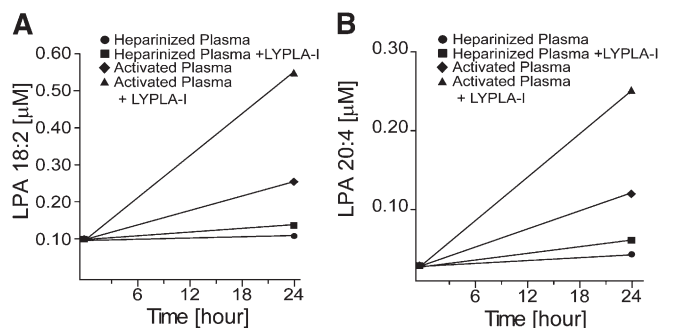 A
Heparinized Plasma
Heparinized Plasma +LYPLA-I
Activated Plasma
Activated Plasma
+ LYPLA-I
LPA 18:2 [µM]
0.60
0.50
0.40
0.30
0.20
0.10
6 12 18 24
Time [hour]
B
Heparinized Plasma
Heparinized Plasma +LYPLA-I
Activated Plasma
Activated Plasma
+ LYPLA-I
LPA 20:4 [µM]
0.30
0.20
0.10
6 12 18 24
Time [hour]